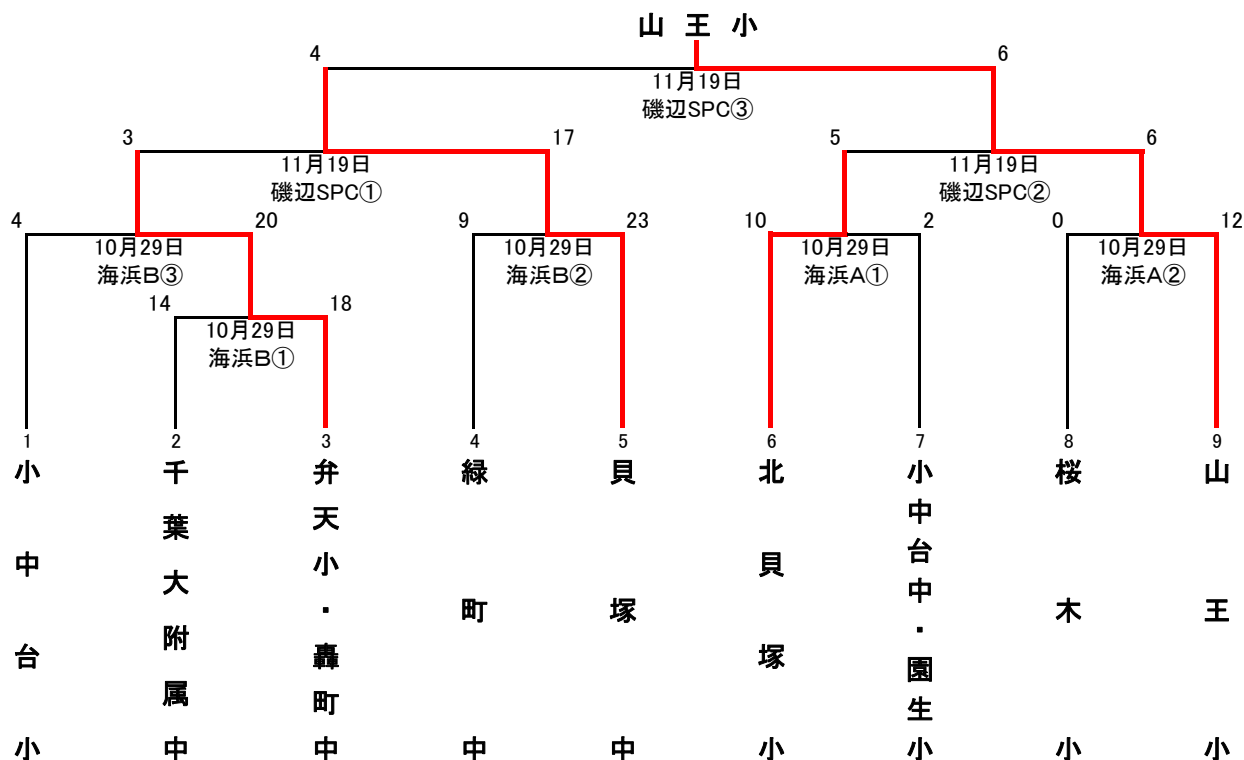 山王小
4
6
11月19日
磯辺SPC③
3
17
5
6
11月19日
磯辺SPC①
11月19日
磯辺SPC②
4
20
9
23
10
2
0
12
10月29日
海浜B③
10月29日
海浜B②
10月29日
海浜A①
10月29日
海浜A②
14
18
10月29日
海浜B①
1
2
3
4
5
6
7
8
9
小中台小
千葉大附属中
弁天小・轟町中
緑町中
貝塚中
北貝塚小
小中台中・園生小
桜木小
山王小